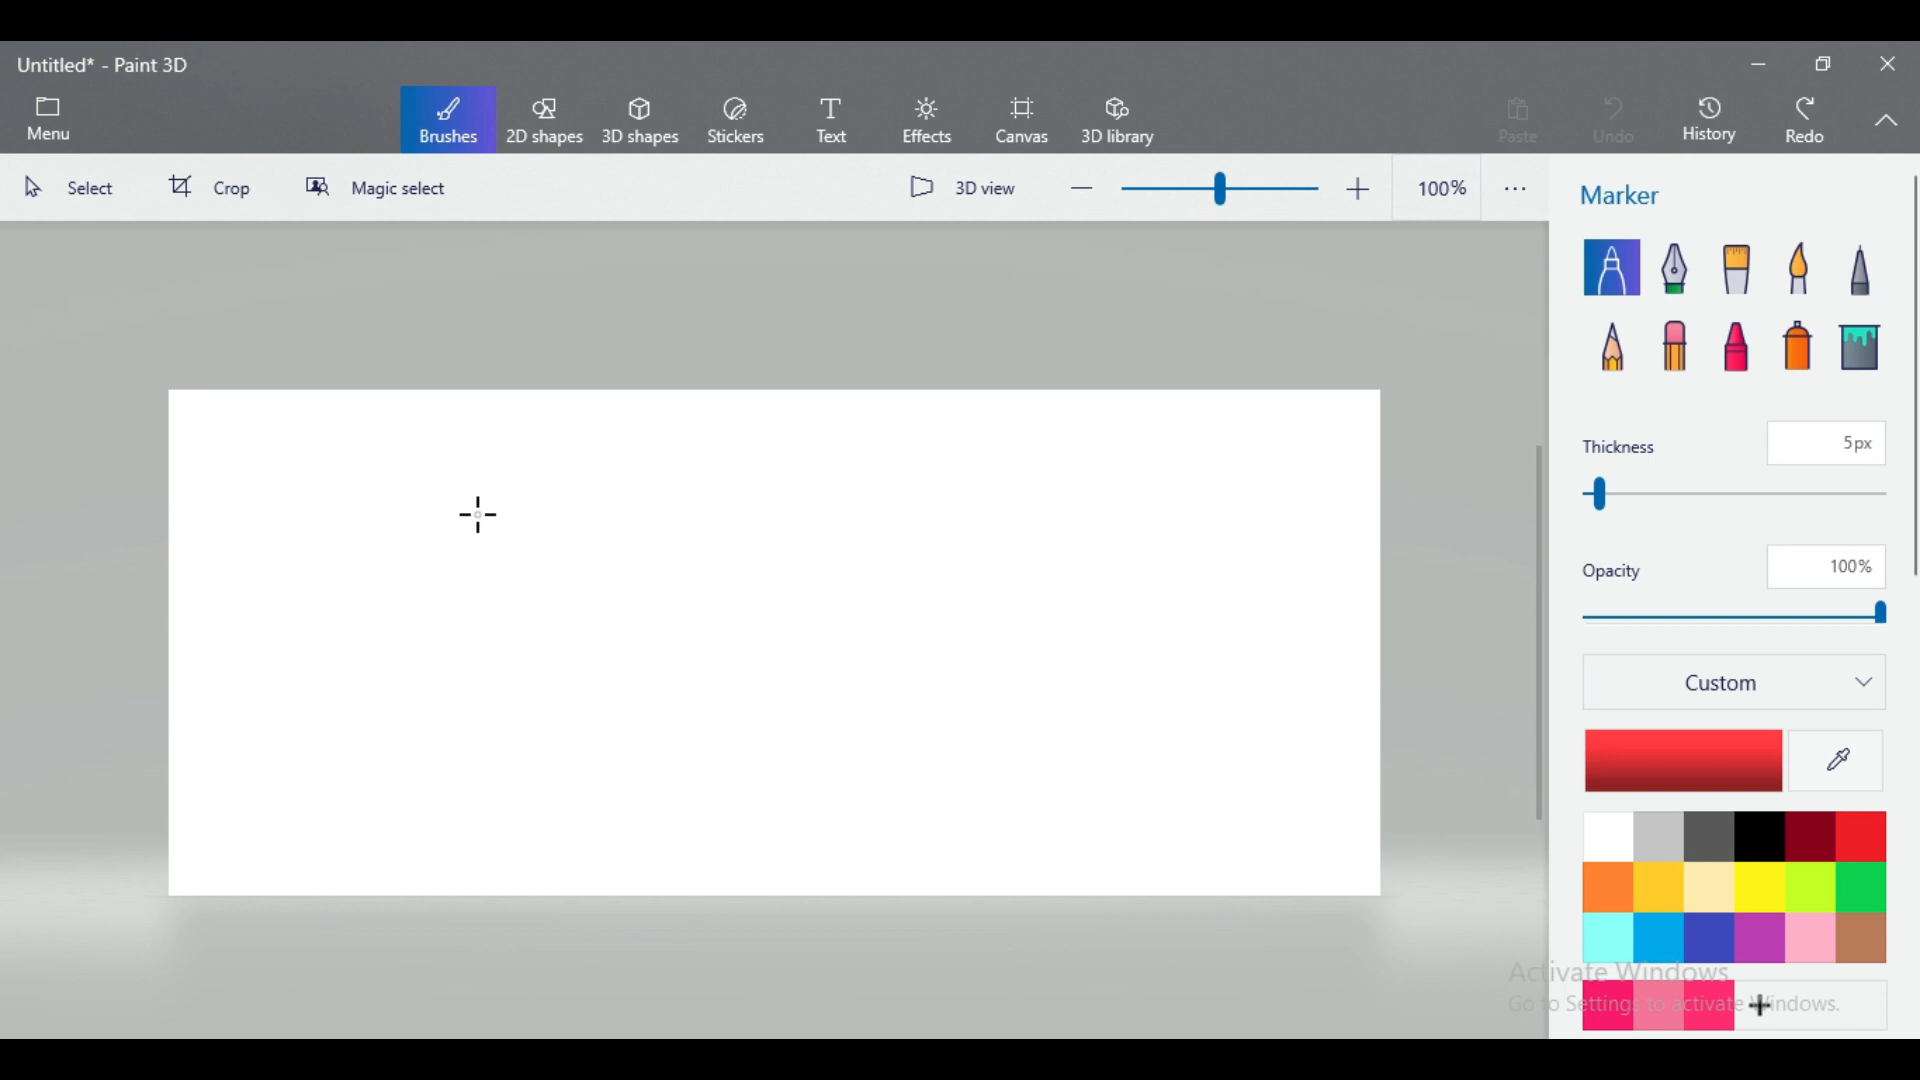 Untitled* - Paint 3D
Menu
Brushes
2D shapes
3D shapes
Stickers
Text
Effects
Canvas
3D library
Paste
Undo
History
Redo
Select
Crop
Magic select
3D view
100%
Marker
Thickness
5px
Opacity
100%
Custom
Activate Windows
Go to Settings to activate Windows.